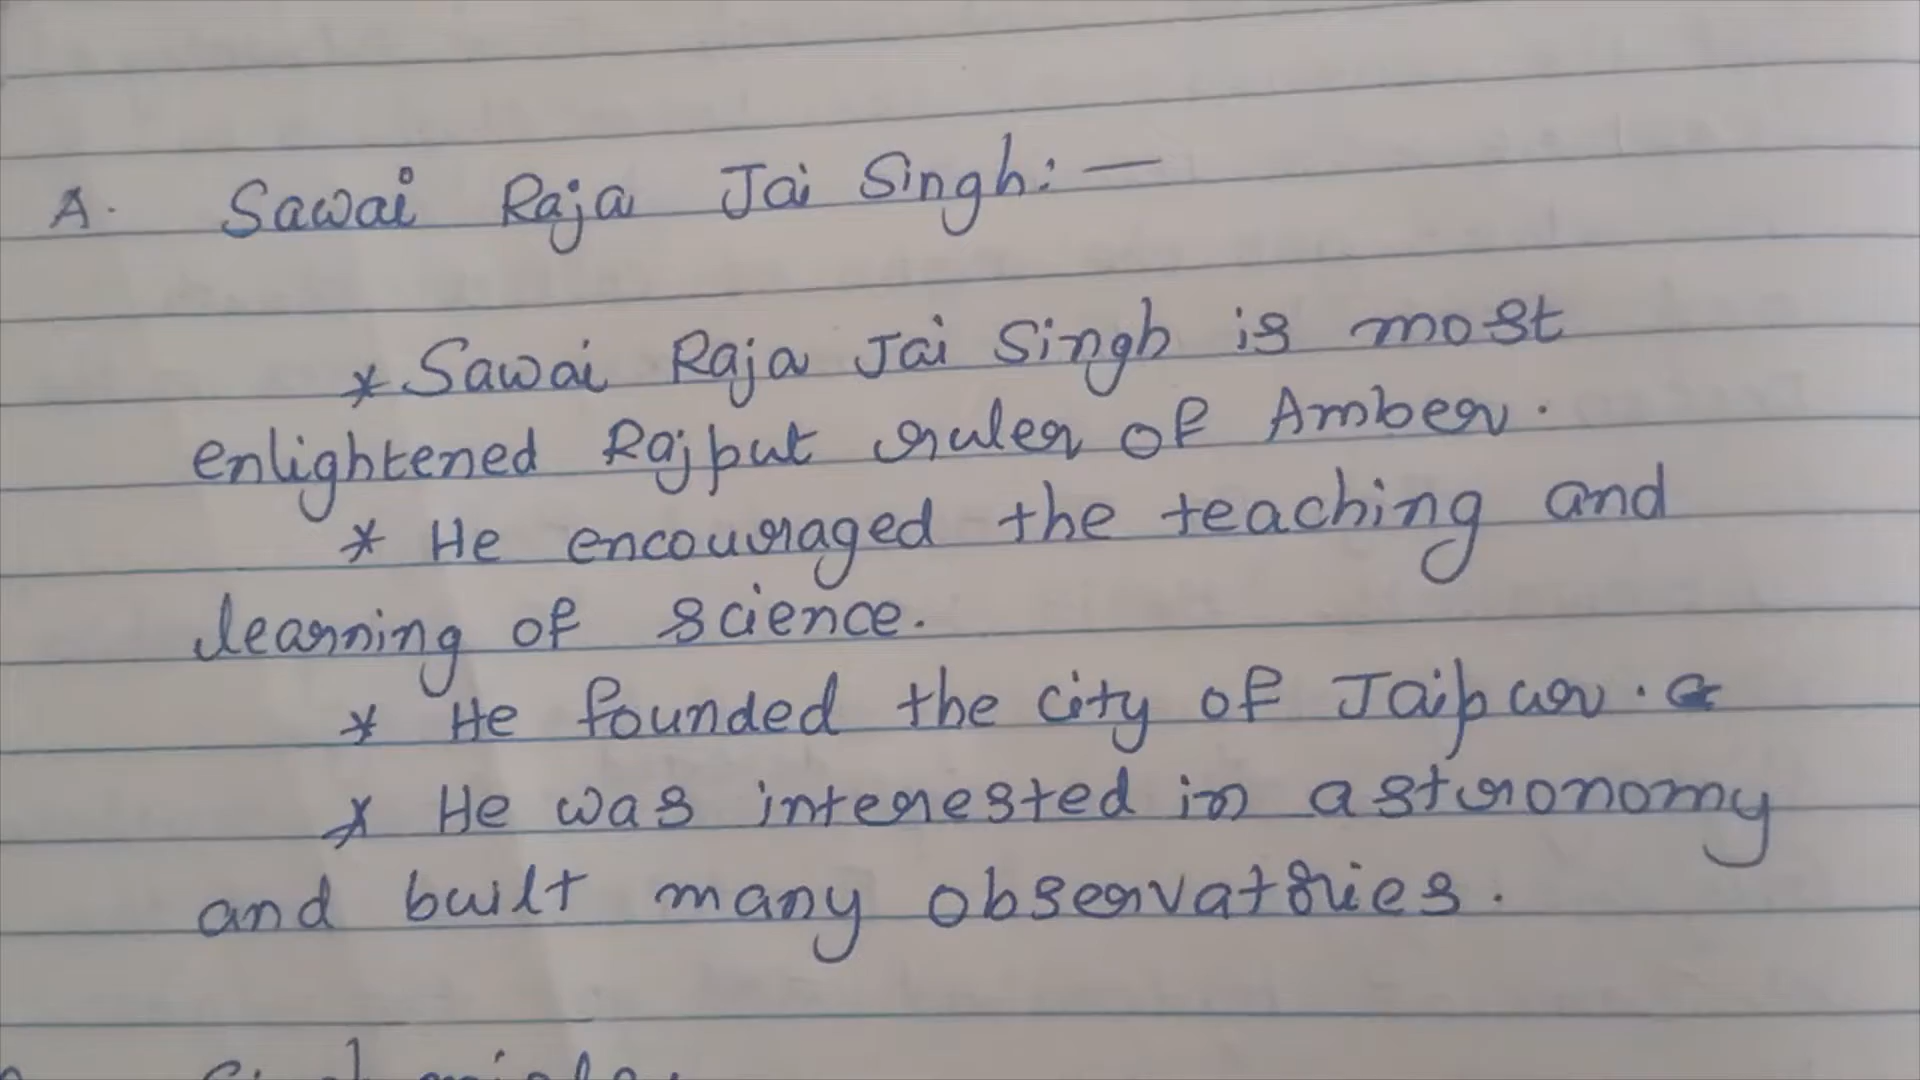 A. Sawai Raja Jai Singh:—
* Sawai Raja Jai Singh is most
enlightened Rajput ruler of Amber.
* He encouraged the teaching and
learning of science.
* He founded the city of Jaipur.
* He was interested in astronomy
and built many observatories.